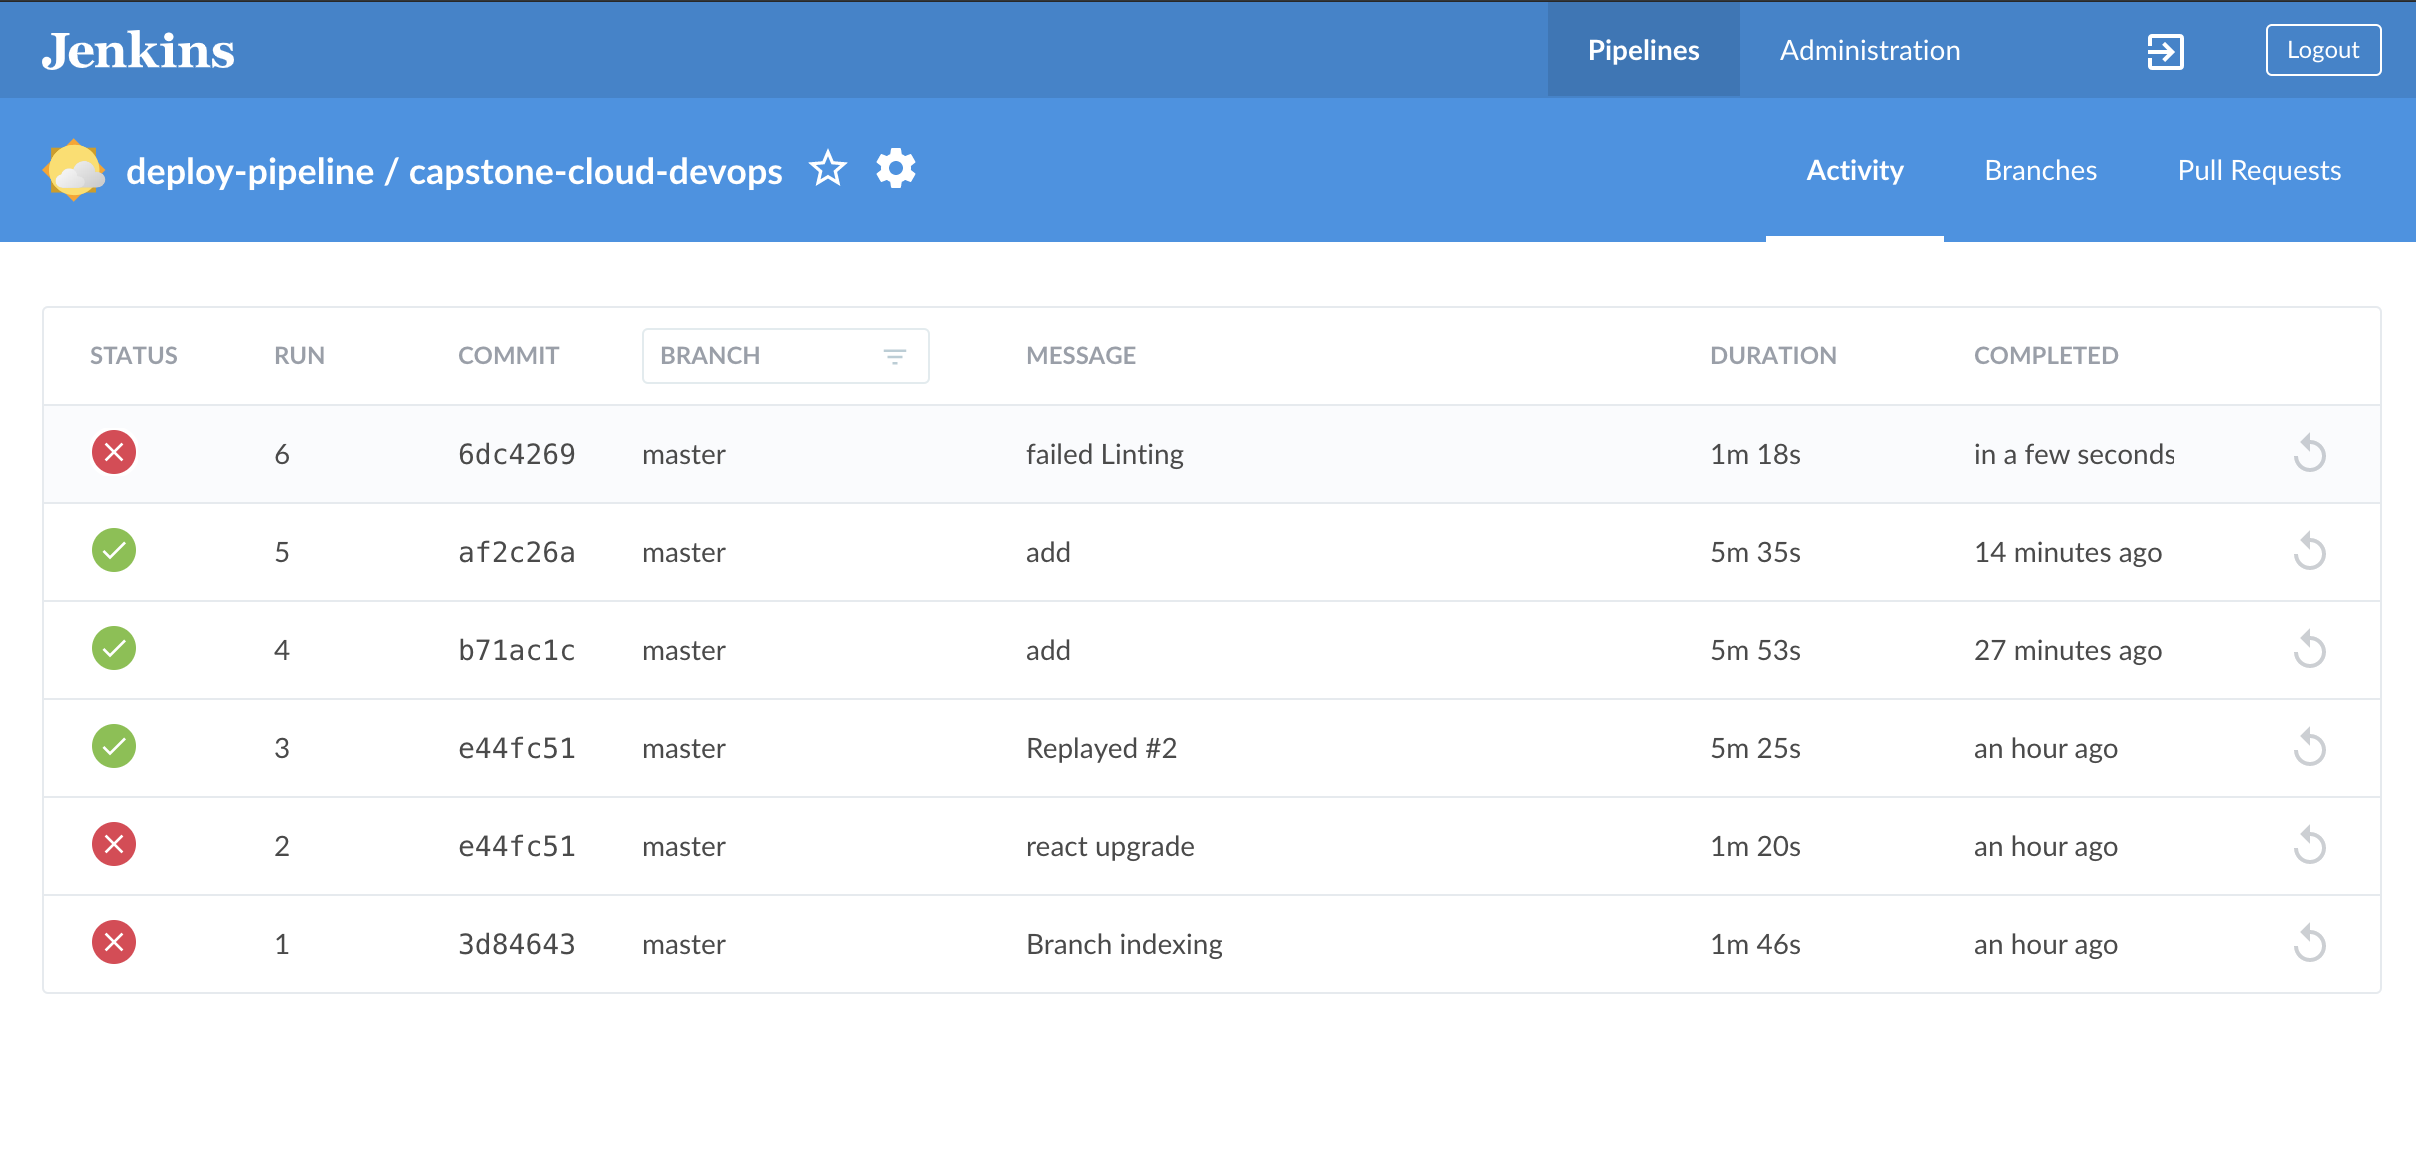 Jenkins Pipelines Administration Logout
deploy-pipeline / capstone-cloud-devops Activity Branches Pull Requests
STATUS RUN COMMIT BRANCH MESSAGE DURATION COMPLETED
6 6dc4269 master failed Linting 1m 18s in a few seconds
5 af2c26a master add 5m 35s 14 minutes ago
4 b71ac1c master add 5m 53s 27 minutes ago
3 e44fc51 master Replayed #2 5m 25s an hour ago
2 e44fc51 master react upgrade 1m 20s an hour ago
1 3d84643 master Branch indexing 1m 46s an hour ago